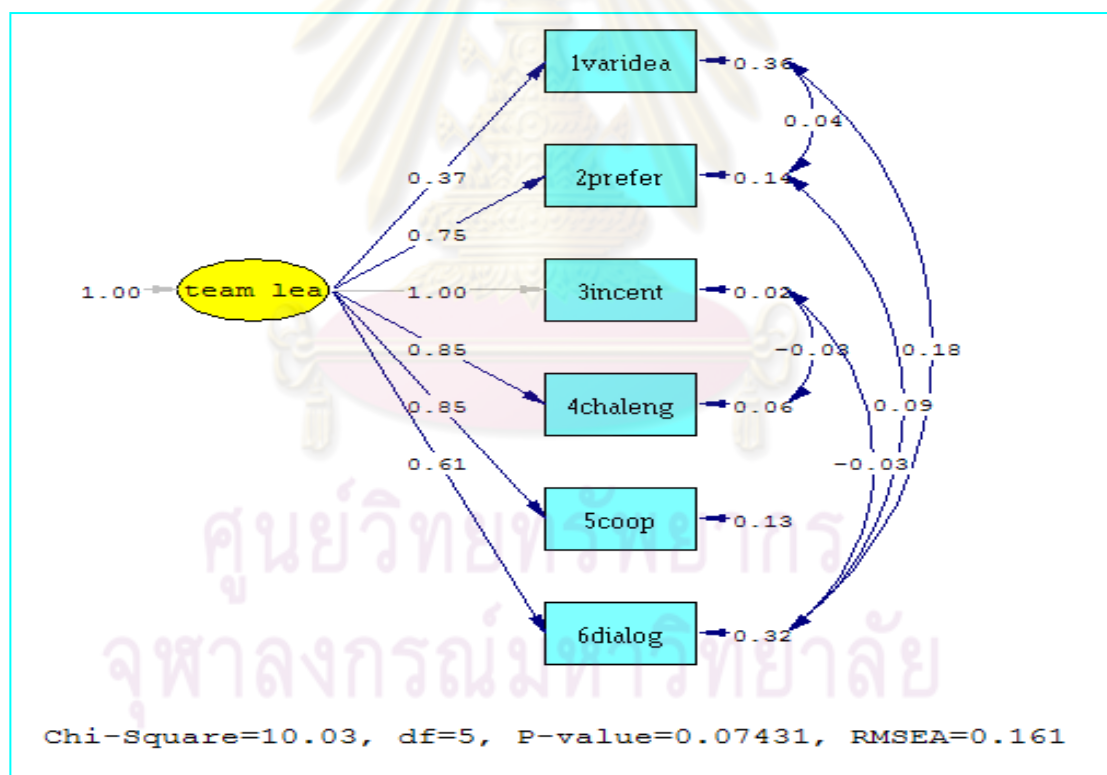 1varidea
0.36
0.04
0.37
2prefer
0.14
0.75
1.00
team lea
1.00
3incent
0.02
0.85
-0.03
0.18
0.85
4chaleng
0.06
0.09
0.61
-0.03
5coop
0.13
ศูนย์วิทยทรัพยากร
6dialog
0.32
จุฬาลงกรณ์มหาวิทยาลัย
Chi-Square=10.03, df=5, P-value=0.07431, RMSEA=0.161